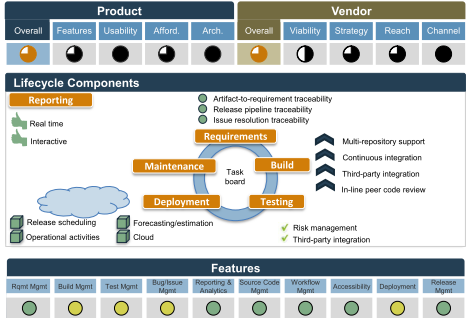 Product
Vendor
Overall
Features
Usability
Afford.
Arch.
Overall
Viability
Strategy
Reach
Channel
Lifecycle Components
Reporting
Real time
Interactive
Artifact-to-requirement traceability
Release pipeline traceability
Issue resolution traceability
Requirements
Maintenance
Build
Task
board
Deployment
Testing
Multi-repository support
Continuous integration
Third-party integration
In-line peer code review
Release scheduling
Operational activities
Forecasting/estimation
Cloud
Risk management
Third-party integration
Features
Rqmt Mgmt
Build Mgmt
Test Mgmt
Bug/Issue
Mgmt
Reporting &
Analytics
Source Code
Mgmt
Workflow
Mgmt
Accessibility
Deployment
Release
Mgmt